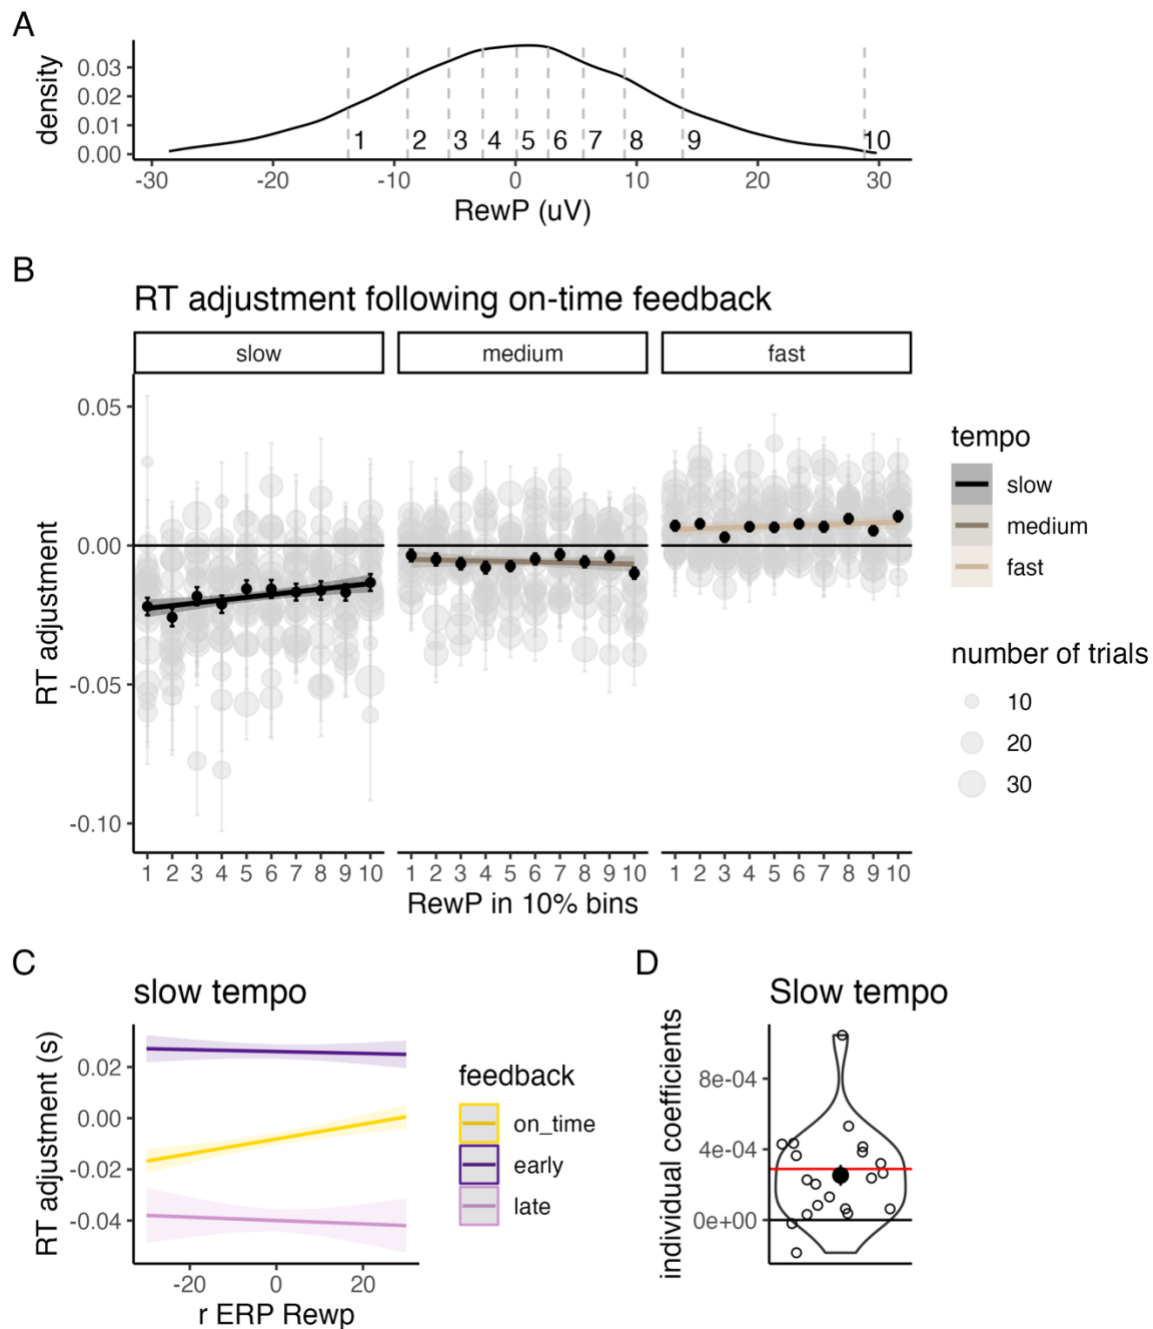 A
density
0.03
0.02
0.01
0.00
1 2 3 4 5 6 7 8 9 10
-30 -20 -10 0 10 20 30
RewP (uV)
B
RT adjustment following on-time feedback
slow medium fast
RT adjustment
0.05
0.00
-0.05
-0.10
1 2 3 4 5 6 7 8 9 10 1 2 3 4 5 6 7 8 9 10 1 2 3 4 5 6 7 8 9 10
RewP in 10% bins
tempo
slow
medium
fast
number of trials
10
20
30
C
slow tempo
RT adjustment (s)
0.02
0.00
-0.02
-0.04
-20 0 20
r ERP Rewp
feedback
on_time
early
late
D
Slow tempo
individual coefficients
8e-04
4e-04
0e+00